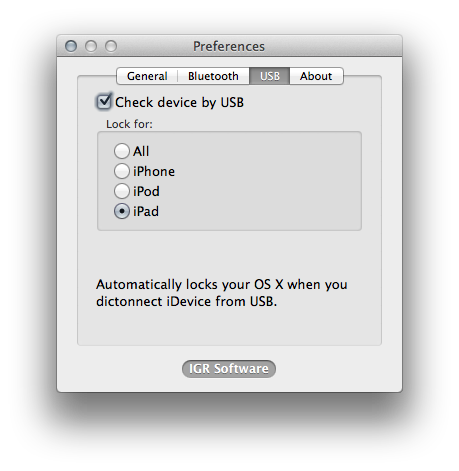 Preferences
General Bluetooth USB About
Check device by USB
Lock for:
All
iPhone
iPod
iPad
Automatically locks your OS X when you
dictonnect iDevice from USB.
IGR Software